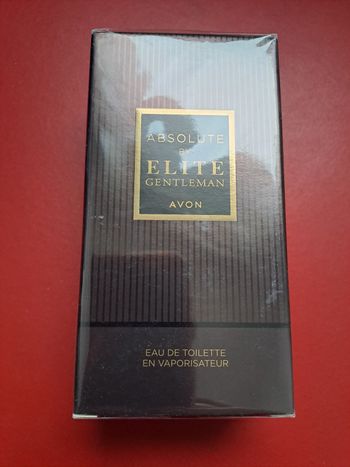 ABSOLUTE
BY
ELITE
GENTLEMAN
AVON
EAU DE TOILETTE
EN VAPORISATEUR